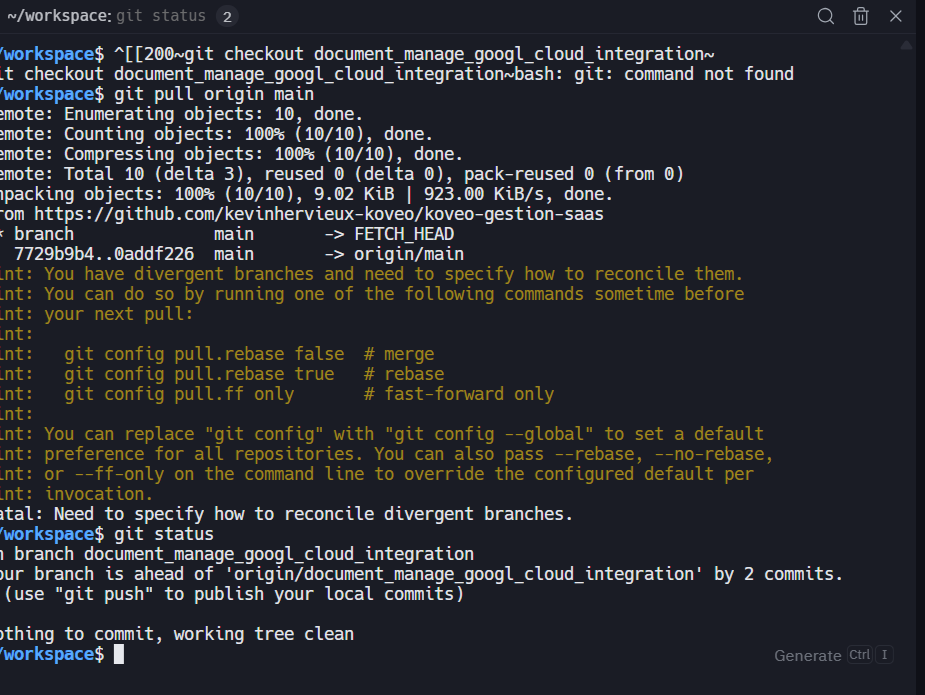 ~/workspace: git status 2
/workspace$ ^[[200~git checkout document_manage_googl_cloud_integration~
it checkout document_manage_googl_cloud_integration~bash: git: command not found
/workspace$ git pull origin main
emote: Enumerating objects: 10, done.
emote: Counting objects: 100% (10/10), done.
emote: Compressing objects: 100% (10/10), done.
emote: Total 10 (delta 3), reused 0 (delta 0), pack-reused 0 (from 0)
npacking objects: 100% (10/10), 9.02 KiB | 923.00 KiB/s, done.
rom https://github.com/kevinhervieux-koveo/koveo-gestion-saas
* branch              main       -> FETCH_HEAD
  7729b9b4..0addf226  main       -> origin/main
int: You have divergent branches and need to specify how to reconcile them.
int: You can do so by running one of the following commands sometime before
int: your next pull:
int:
int:   git config pull.rebase false  # merge
int:   git config pull.rebase true   # rebase
int:   git config pull.ff only       # fast-forward only
int:
int: You can replace "git config" with "git config --global" to set a default
int: preference for all repositories. You can also pass --rebase, --no-rebase,
int: or --ff-only on the command line to override the configured default per
int: invocation.
atal: Need to specify how to reconcile divergent branches.
/workspace$ git status
n branch document_manage_googl_cloud_integration
our branch is ahead of 'origin/document_manage_googl_cloud_integration' by 2 commits.
 (use "git push" to publish your local commits)
othing to commit, working tree clean
/workspace$
Generate Ctrl I